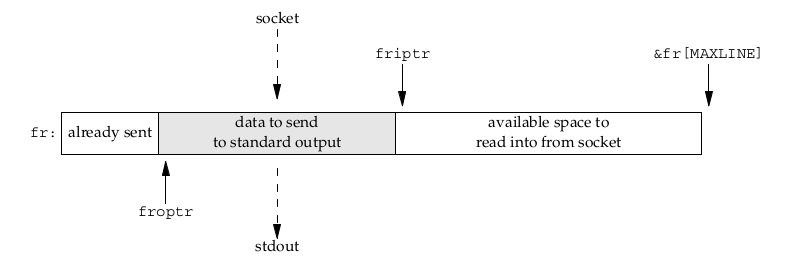 socket
friptr
&fr[MAXLINE]
fr:
already sent
data to send
to standard output
available space to
read into from socket
froptr
stdout